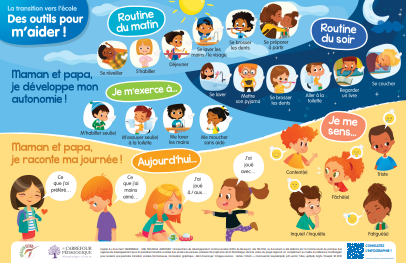 La transition vers l'école
Des outils pour
m'aider !
Routine
du matin
Se réveiller
S'habiller
Déjeuner
Se laver les
mains / le visage
Se brosser
les dents
Se préparer
à partir
Routine
du soir
Se laver
Mettre
son pyjama
Se brosser
les dents
Aller à la
toilette
Regarder
un livre
Se coucher
Maman et papa,
je développe mon
autonomie !
Je m'exerce à...
M'habiller seul(e)
M'essuyer seul(e)
à la toilette
Me laver
les mains
Me moucher
sans aide
Maman et papa,
je raconte ma journée !
Aujourd'hui...
Ce
que j'ai
préféré...
Ce
que j'ai
moins
aimé...
J'ai
joué
à / aux...
J'ai
joué
avec...
Je me
sens...
Content(e)
Triste
Fâché(e)
Inquiet / Inquiète
Fatigué(e)
LE CARREFOUR
PÉDAGOGIQUE
CONSULTEZ
L'INFOGRAPHIE !